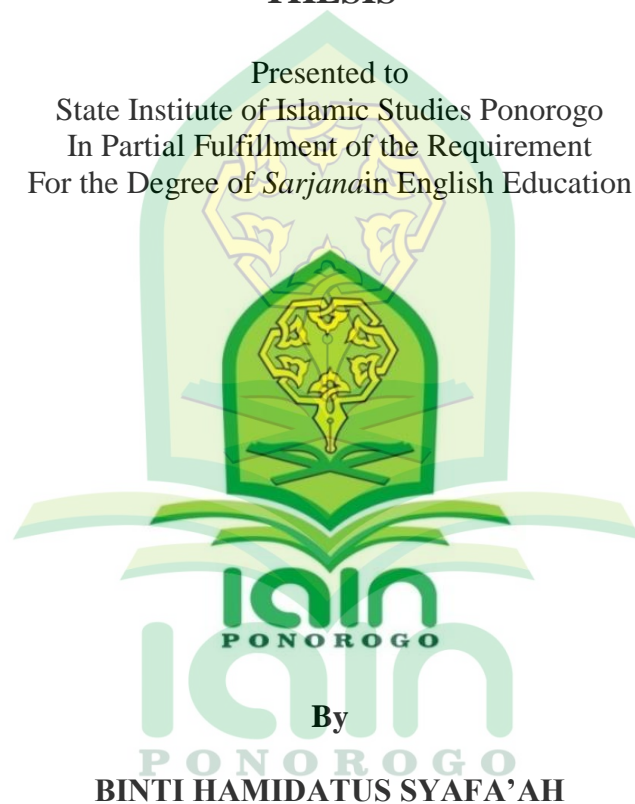 THESIS
Presented to
State Institute of Islamic Studies Ponorogo
In Partial Fulfillment of the Requirement
For the Degree of Sarjanain English Education
iain
PONOROGO
By
iain
PONOROGO
BINTI HAMIDATUS SYAFA’AH